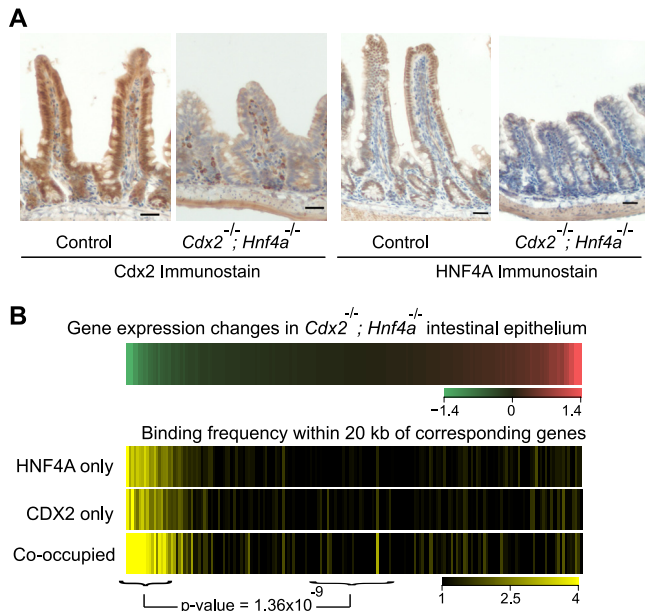 A
Control
Cdx2-/-; Hnf4a-/-
Control
Cdx2-/-; Hnf4a-/-
Cdx2 Immunostain
HNF4A Immunostain
B
Gene expression changes in Cdx2-/-; Hnf4a-/- intestinal epithelium
−1.4 0 1.4
Binding frequency within 20 kb of corresponding genes
HNF4A only
CDX2 only
Co-occupied
p-value = 1.36x10-9
1 2.5 4